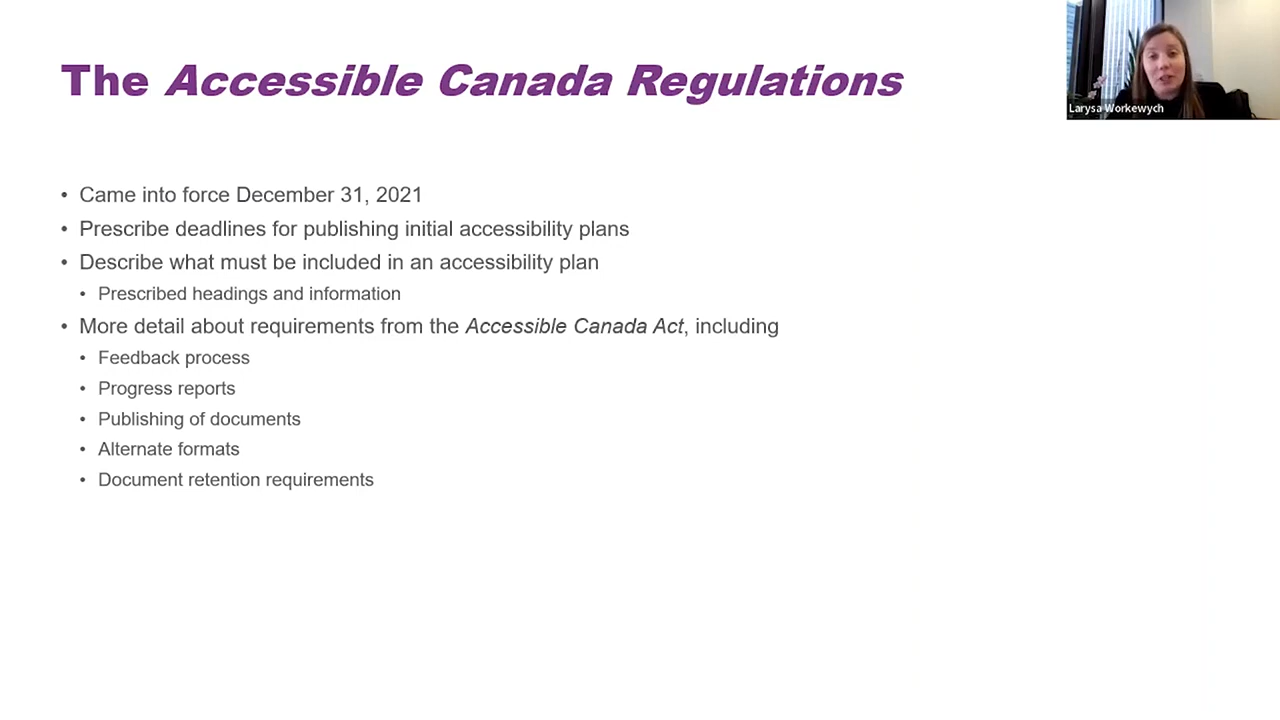 The Accessible Canada Regulations
Larysa Workewych
• Came into force December 31, 2021
• Prescribe deadlines for publishing initial accessibility plans
• Describe what must be included in an accessibility plan
• Prescribed headings and information
• More detail about requirements from the Accessible Canada Act, including
• Feedback process
• Progress reports
• Publishing of documents
• Alternate formats
• Document retention requirements